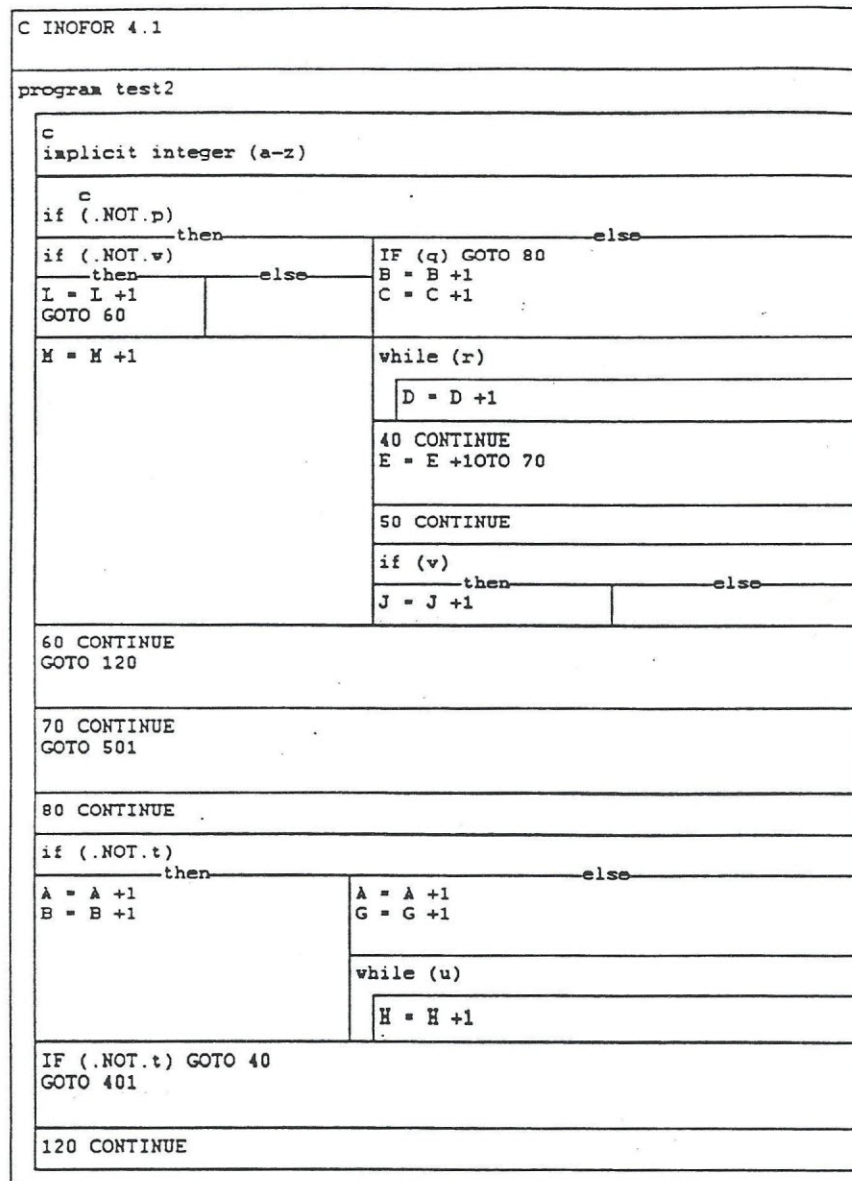 C INOFOR 4.1
program test2
c
implicit integer (a-z)
c
if (.NOT.p)
then
else
if (.NOT.v)
then
else
L = L +1
GOTO 60
M = M +1
IF (q) GOTO 80
B = B +1
C = C +1
while (r)
D = D +1
40 CONTINUE
E = E +1OTO 70
50 CONTINUE
if (v)
then
else
J = J +1
60 CONTINUE
GOTO 120
70 CONTINUE
GOTO 501
80 CONTINUE
if (.NOT.t)
then
else
A = A +1
B = B +1
A = A +1
G = G +1
while (u)
H = H +1
IF (.NOT.t) GOTO 40
GOTO 401
120 CONTINUE